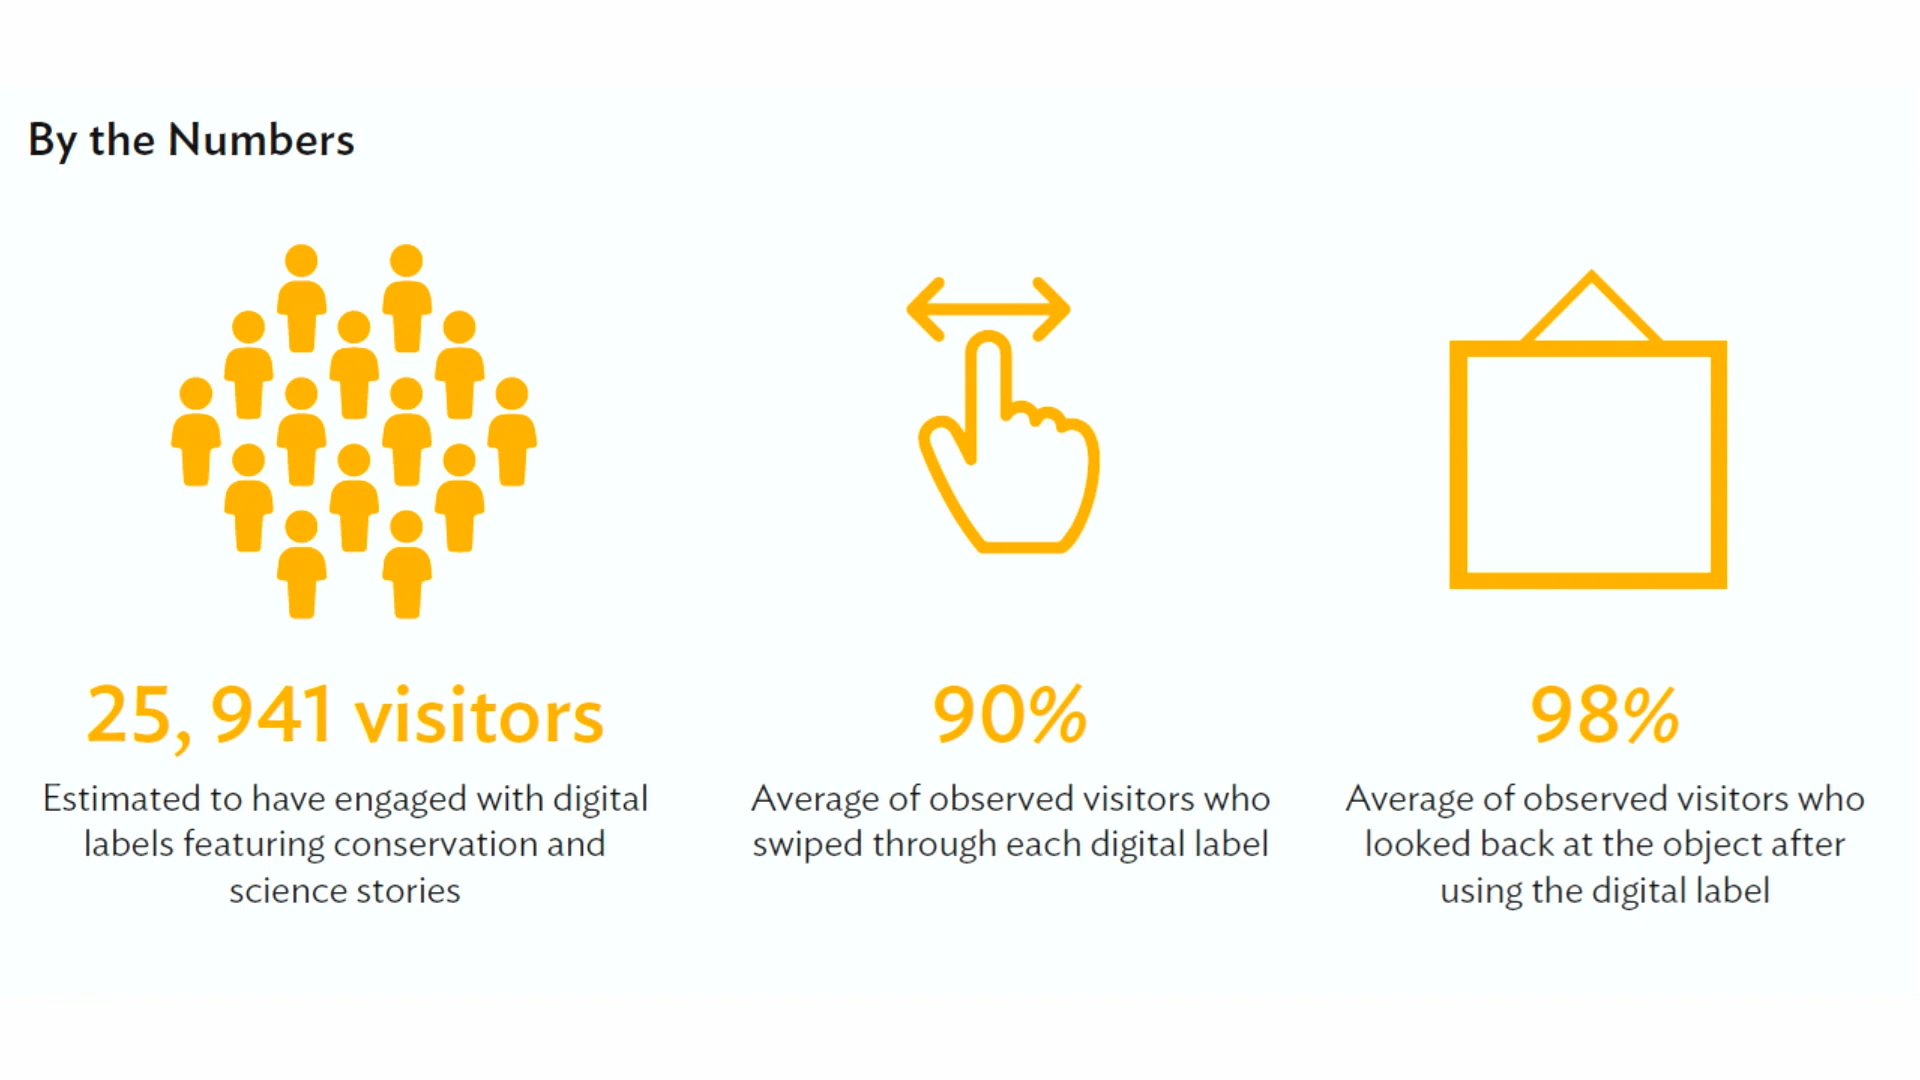 By the Numbers
25, 941 visitors
Estimated to have engaged with digital
labels featuring conservation and
science stories
90%
Average of observed visitors who
swiped through each digital label
98%
Average of observed visitors who
looked back at the object after
using the digital label